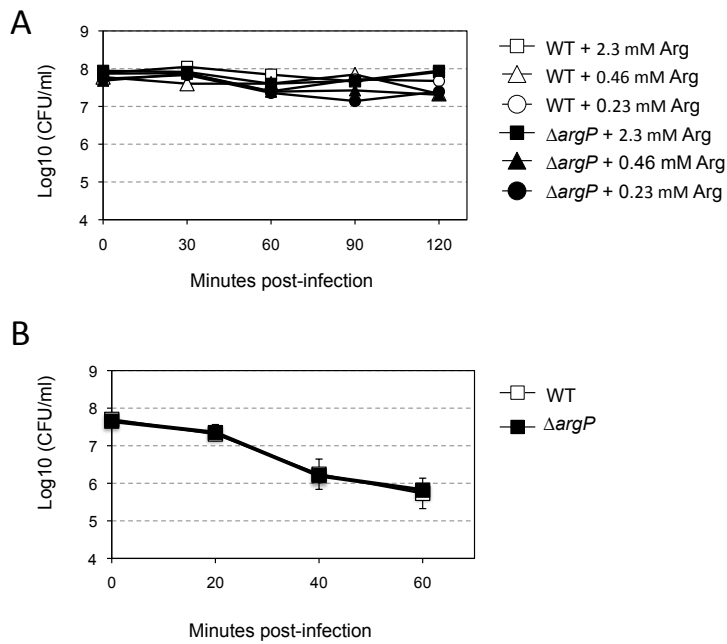 A
Log10 (CFU/ml)
9
8
7
6
5
4
0 30 60 90 120
Minutes post-infection
WT + 2.3 mM Arg
WT + 0.46 mM Arg
WT + 0.23 mM Arg
ΔargP + 2.3 mM Arg
ΔargP + 0.46 mM Arg
ΔargP + 0.23 mM Arg
B
Log10 (CFU/ml)
9
8
7
6
5
4
0 20 40 60
Minutes post-infection
WT
ΔargP